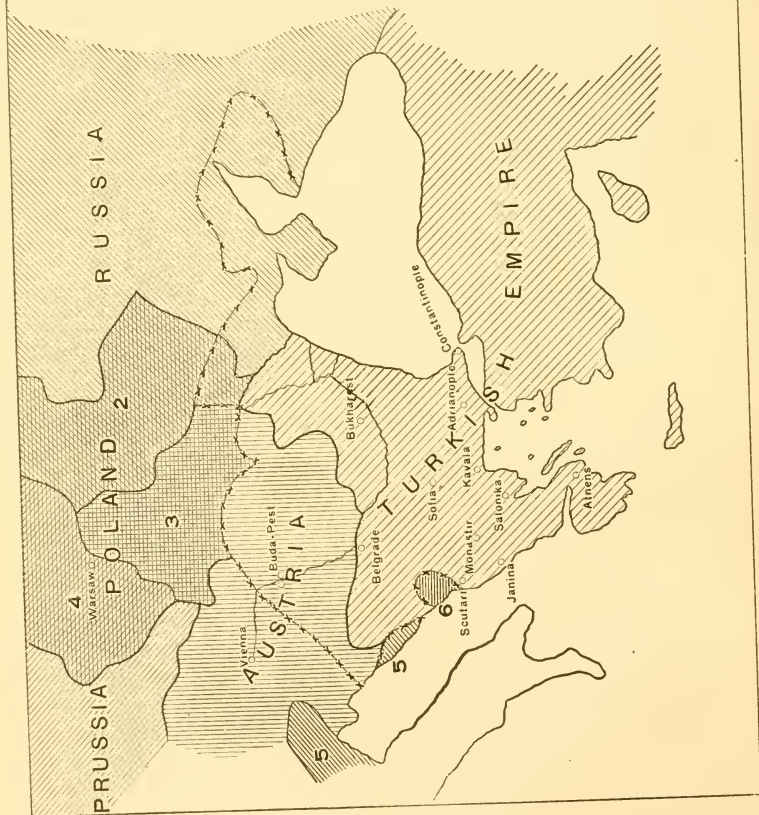 RUSSIA
PRUSSIA
POLAND
2
3
4
Warsaw
AUSTRIA
Vienna
Buda-Pest
5
5
6
Belgrade
Bukharest
TURKISH EMPIRE
Constantinople
Adrianople
Sofia
Kavala
Monastir
Salonika
Scutari
Janina
Athens